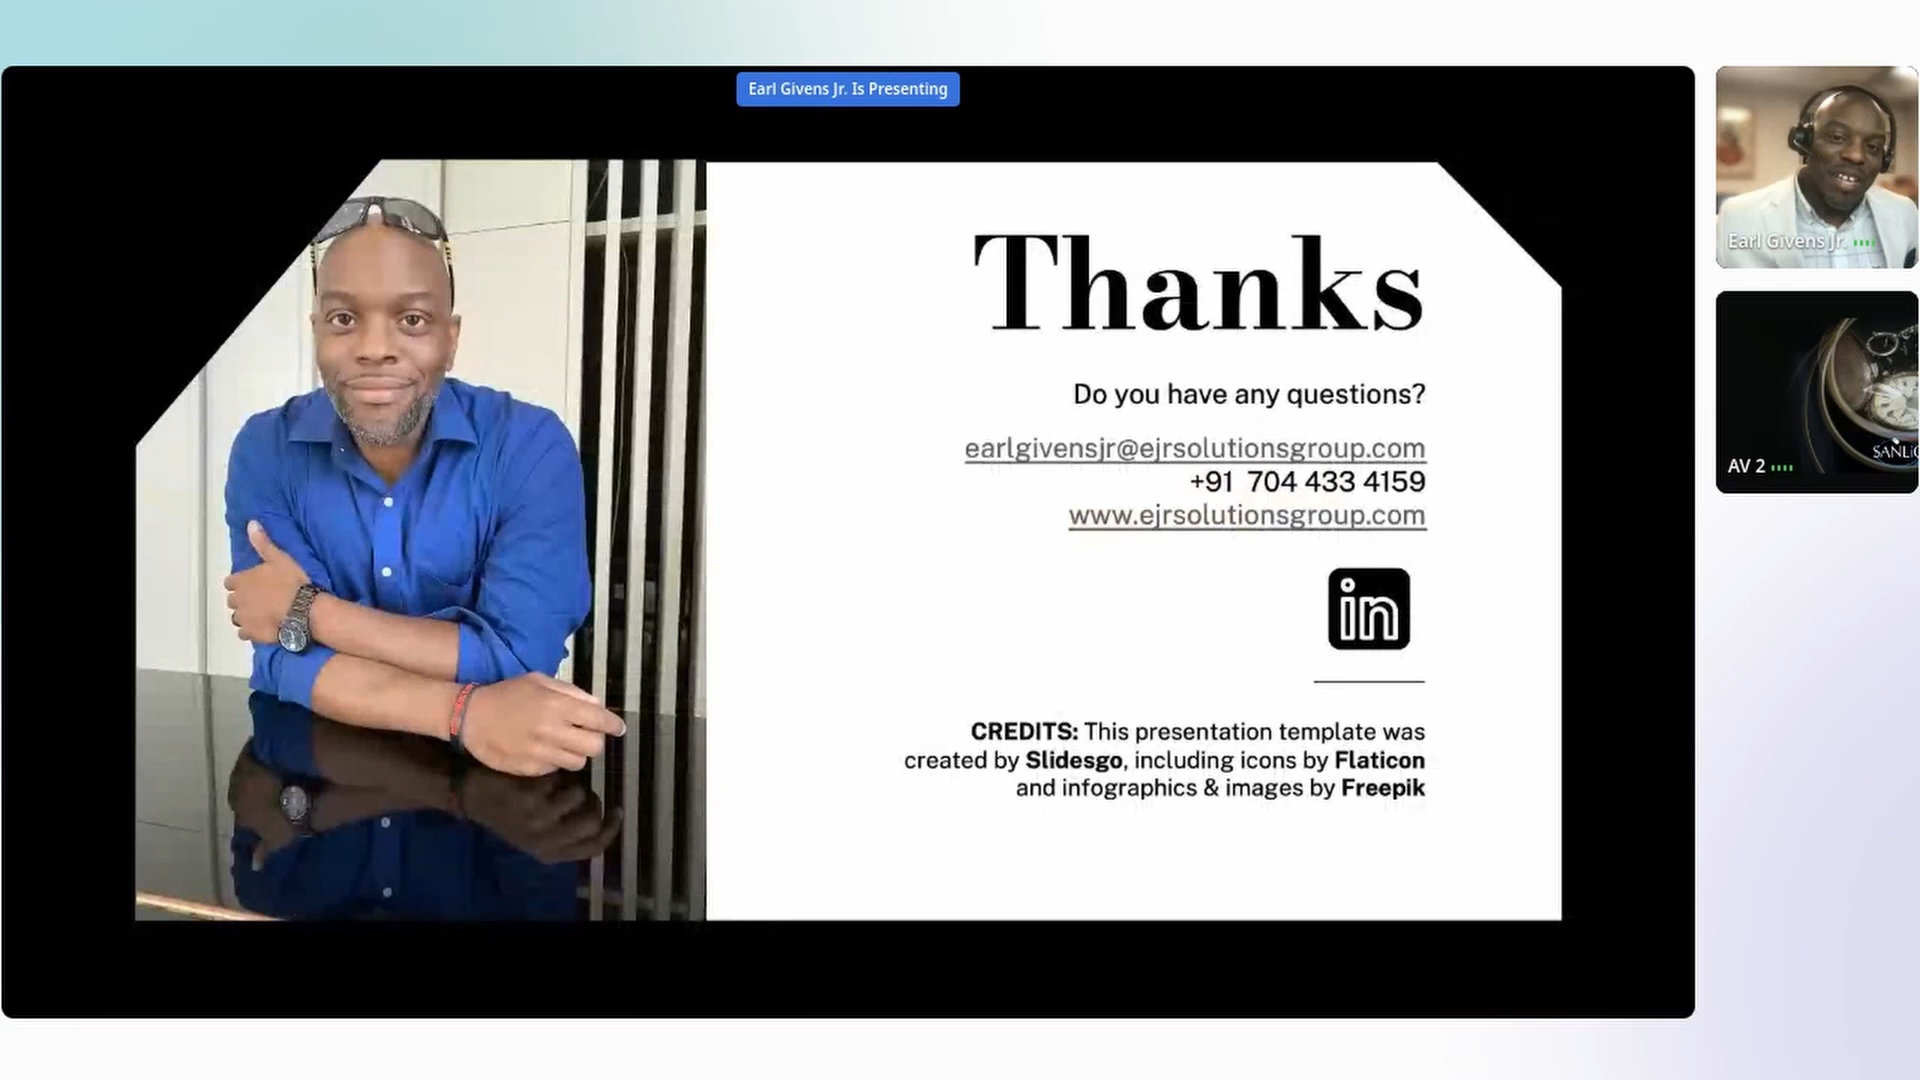 Earl Givens Jr. Is Presenting
Thanks
Do you have any questions?
earlgivensjr@ejrsolutionsgroup.com
+91 704 433 4159
www.ejrsolutionsgroup.com
in
CREDITS: This presentation template was
created by Slidesgo, including icons by Flaticon
and infographics & images by Freepik
Earl Givens Jr.
AV 2